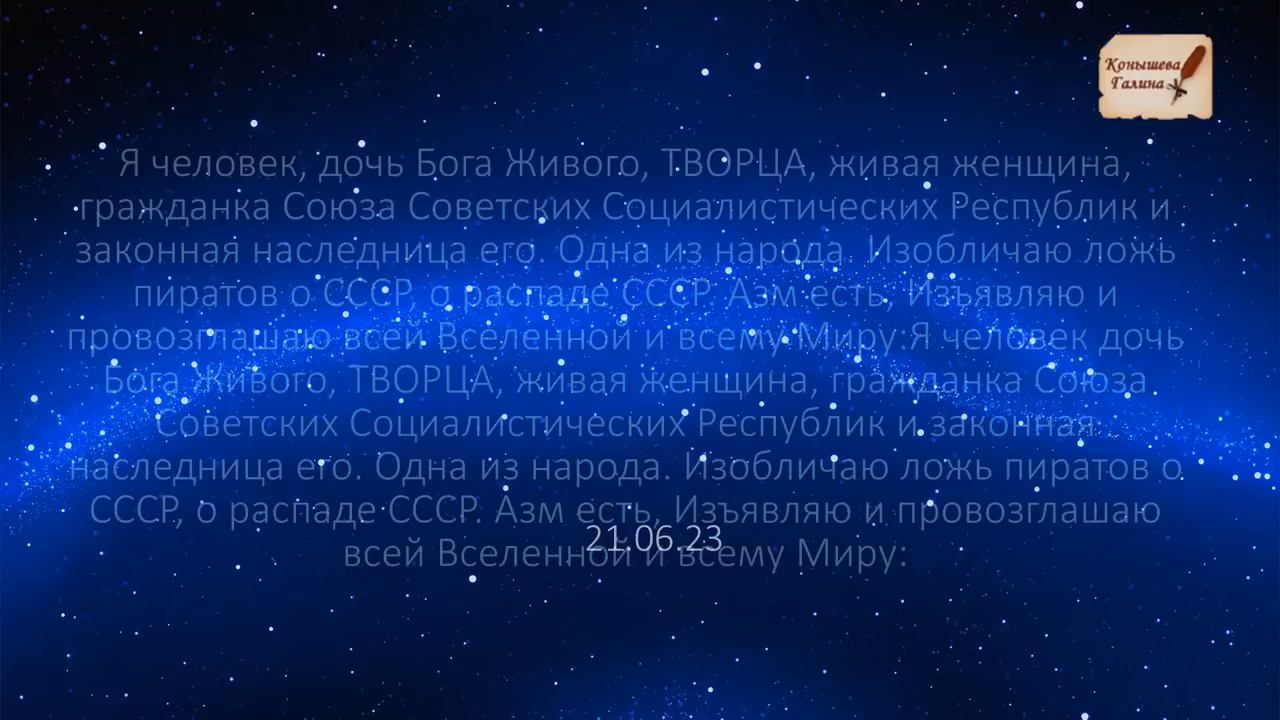 Конышева
Галина
Я человек, дочь Бога Живого, ТВОРЦА, живая женщина,
гражданка Союза Советских Социалистических Республик и
законная наследница его. Одна из народа. Изобличаю ложь
пиратов о СССР, о распаде СССР. Азм есть, Изъявляю и
провозглашаю всей Вселенной и всему Миру:Я человек дочь
Бога Живого, ТВОРЦА, живая женщина, гражданка Союза
Советских Социалистических Республик и законная
наследница его. Одна из народа. Изобличаю ложь пиратов о
СССР, о распаде СССР. Азм есть, Изъявляю и провозглашаю
21.06.23
всей Вселенной и всему Миру: